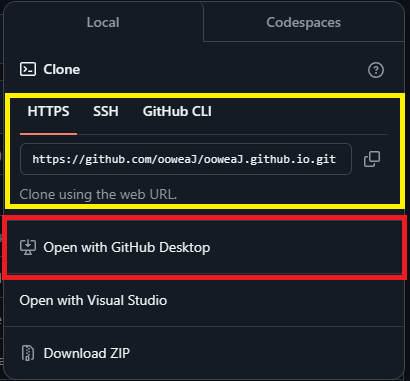 Local Codespaces
Clone
HTTPS SSH GitHub CLI
https://github.com/ooweaJ/ooweaJ.github.io.git
Clone using the web URL.
Open with GitHub Desktop
Open with Visual Studio
Download ZIP